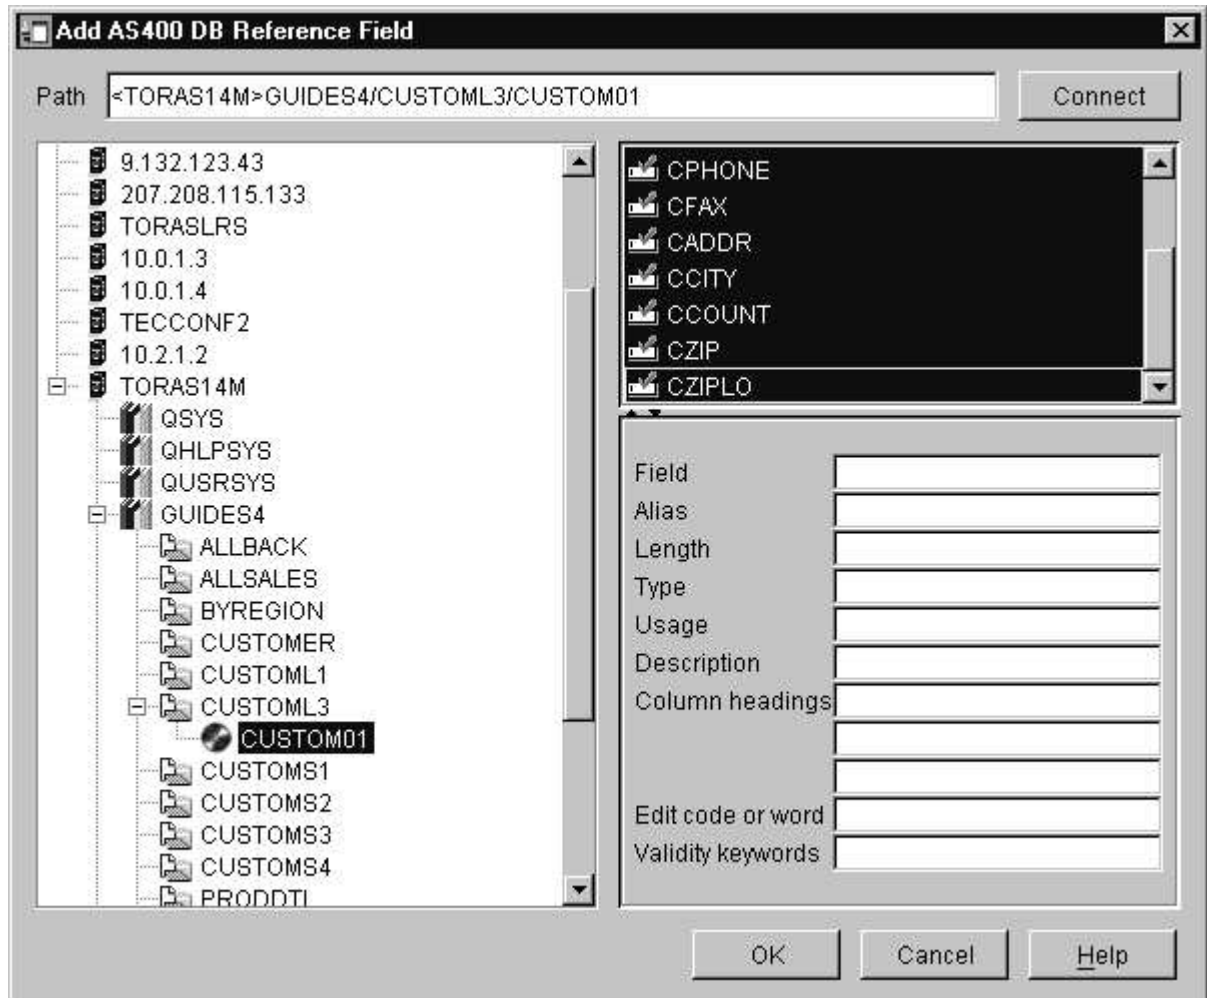 Add AS400 DB Reference Field
Path <TORAS14M>GUIDES4/CUSTOML3/CUSTOM01 Connect
9.132.123.43
207.208.115.133
TORASLRS
10.0.1.3
10.0.1.4
TECCONF2
10.2.1.2
TORAS14M
QSYS
QHLPSYS
QUSRSYS
GUIDES4
ALLBACK
ALLSALES
BYREGION
CUSTOMER
CUSTOML1
CUSTOML3
CUSTOM01
CUSTOMS1
CUSTOMS2
CUSTOMS3
CUSTOMS4
PRODDTL
CPHONE
CFAX
CADDR
CCITY
CCOUNT
CZIP
CZIPLO
Field
Alias
Length
Type
Usage
Description
Column headings
Edit code or word
Validity keywords
OK Cancel Help